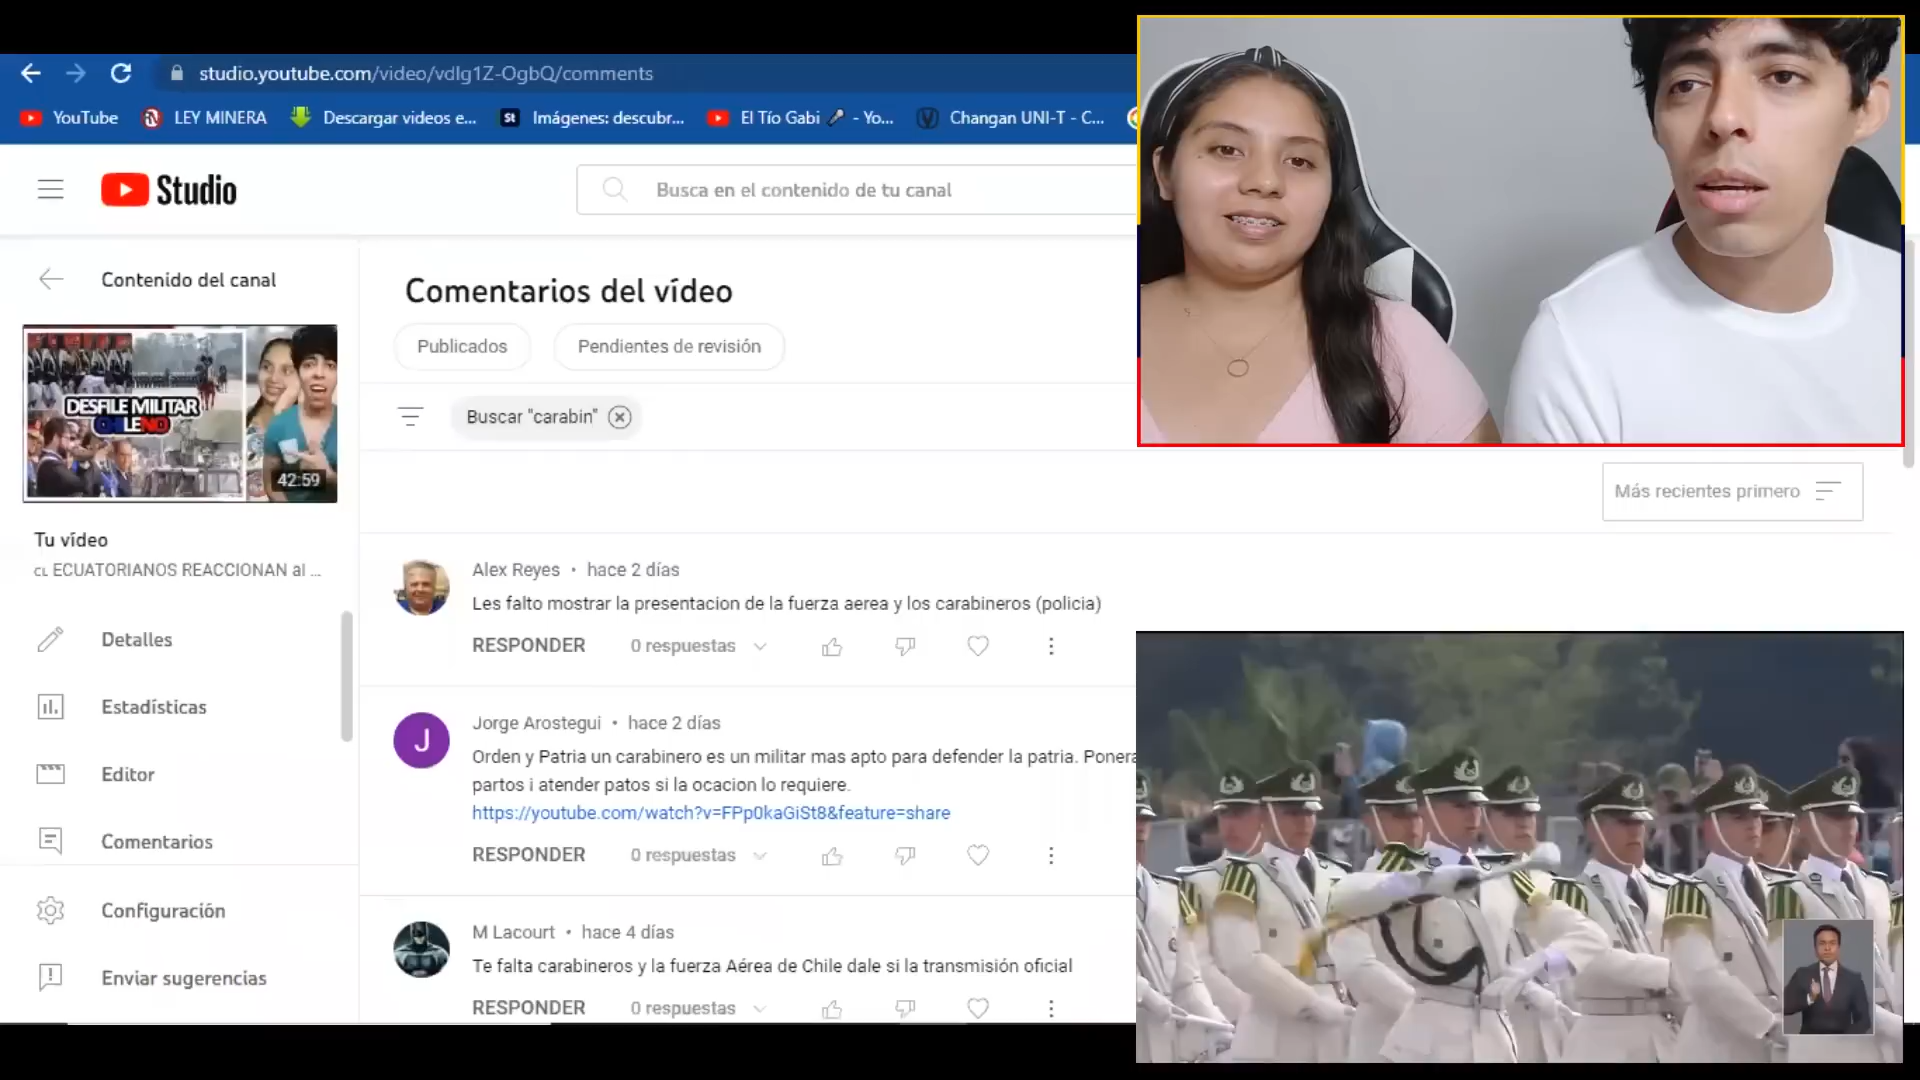 studio.youtube.com/video/vdlg1Z-OgbQ/comments
YouTube
LEY MINERA
Descargar videos e...
St
Imágenes: descubr...
El Tío Gabi 🎤 - Yo...
Changan UNI-T - C...
Studio
Busca en el contenido de tu canal
Contenido del canal
DESFILE MILITAR
CHILENO
42:59
Tu vídeo
CL ECUATORIANOS REACCIONAN al ...
Detalles
Estadísticas
Editor
Comentarios
Configuración
Enviar sugerencias
Comentarios del vídeo
Publicados
Pendientes de revisión
Buscar "carabin"
Más recientes primero
Alex Reyes • hace 2 días
Les falto mostrar la presentacion de la fuerza aerea y los carabineros (policia)
RESPONDER 0 respuestas
J
Jorge Arostegui • hace 2 días
Orden y Patria un carabinero es un militar mas apto para defender la patria. Ponera
partos i atender patos si la ocacion lo requiere.
https://youtube.com/watch?v=FPp0kaGiSt8&feature=share
RESPONDER 0 respuestas
M Lacourt • hace 4 días
Te falta carabineros y la fuerza Aérea de Chile dale si la transmisión oficial
RESPONDER 0 respuestas